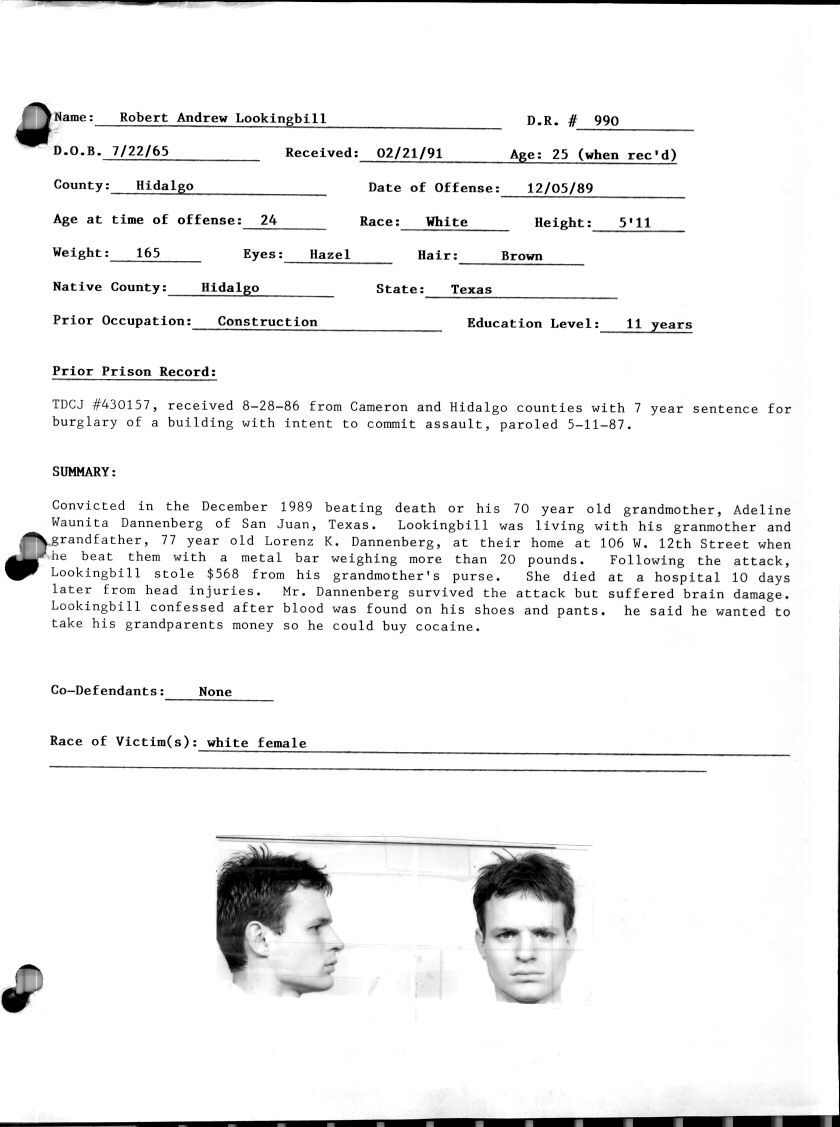 Name: Robert Andrew Lookingbill D.R. # 990
D.O.B. 7/22/65 Received: 02/21/91 Age: 25 (when rec'd)
County: Hidalgo Date of Offense: 12/05/89
Age at time of offense: 24 Race: White Height: 5'11
Weight: 165 Eyes: Hazel Hair: Brown
Native County: Hidalgo State: Texas
Prior Occupation: Construction Education Level: 11 years
Prior Prison Record:
TDCJ #430157, received 8-28-86 from Cameron and Hidalgo counties with 7 year sentence for
burglary of a building with intent to commit assault, paroled 5-11-87.
SUMMARY:
Convicted in the December 1989 beating death or his 70 year old grandmother, Adeline
Waunita Dannenberg of San Juan, Texas. Lookingbill was living with his granmother and
grandfather, 77 year old Lorenz K. Dannenberg, at their home at 106 W. 12th Street when
he beat them with a metal bar weighing more than 20 pounds. Following the attack,
Lookingbill stole $568 from his grandmother's purse. She died at a hospital 10 days
later from head injuries. Mr. Dannenberg survived the attack but suffered brain damage.
Lookingbill confessed after blood was found on his shoes and pants. he said he wanted to
take his grandparents money so he could buy cocaine.
Co-Defendants: None
Race of Victim(s): white female